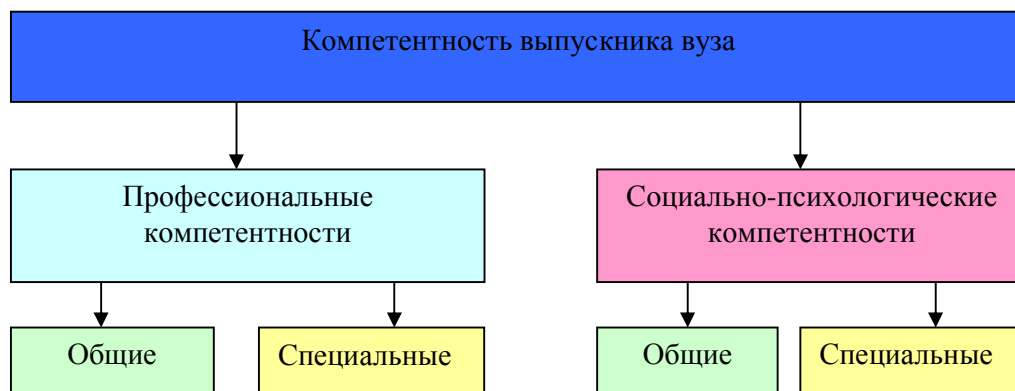 Компетентность выпускника вуза
Профессиональные
компетентности
Социально-психологические
компетентности
Общие
Специальные
Общие
Специальные